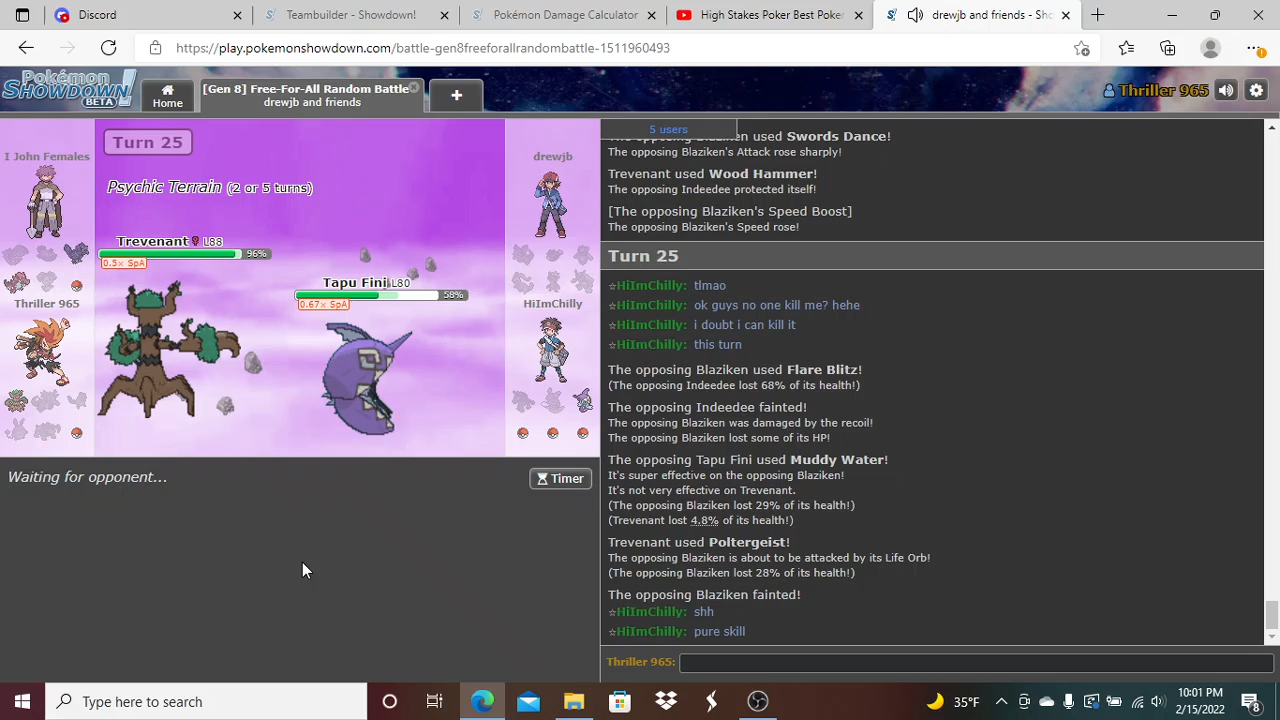 Discord
Teambuilder - Showdown!
Pokémon Damage Calculator
High Stakes Poker Best Poker
drewjb and friends - Sho
https://play.pokemonshowdown.com/battle-gen8freeforallrandombattle-1511960493
Pokémon
SHOWDOWN!
BETA
Home
[Gen 8] Free-For-All Random Battle
drewjb and friends
Thriller 965
Turn 25
Psychic Terrain (2 or 5 turns)
I John Females
drewjb
Trevenant L88
96%
0.5× SpA
Tapu Fini L80
58%
0.67× SpA
Thriller 965
HiImChilly
Waiting for opponent...
Timer
5 users
The opposing Blaziken used Swords Dance!
The opposing Blaziken's Attack rose sharply!
Trevenant used Wood Hammer!
The opposing Indeedee protected itself!
[The opposing Blaziken's Speed Boost]
The opposing Blaziken's Speed rose!
Turn 25
☆HiImChilly: tlmao
☆HiImChilly: ok guys no one kill me? hehe
☆HiImChilly: i doubt i can kill it
☆HiImChilly: this turn
The opposing Blaziken used Flare Blitz!
(The opposing Indeedee lost 68% of its health!)
The opposing Indeedee fainted!
The opposing Blaziken was damaged by the recoil!
The opposing Blaziken lost some of its HP!
The opposing Tapu Fini used Muddy Water!
It's super effective on the opposing Blaziken!
It's not very effective on Trevenant.
(The opposing Blaziken lost 29% of its health!)
(Trevenant lost 4.8% of its health!)
Trevenant used Poltergeist!
The opposing Blaziken is about to be attacked by its Life Orb!
(The opposing Blaziken lost 28% of its health!)
The opposing Blaziken fainted!
☆HiImChilly: shh
☆HiImChilly: pure skill
Thriller 965:
Type here to search
35°F
10:01 PM
2/15/2022
8